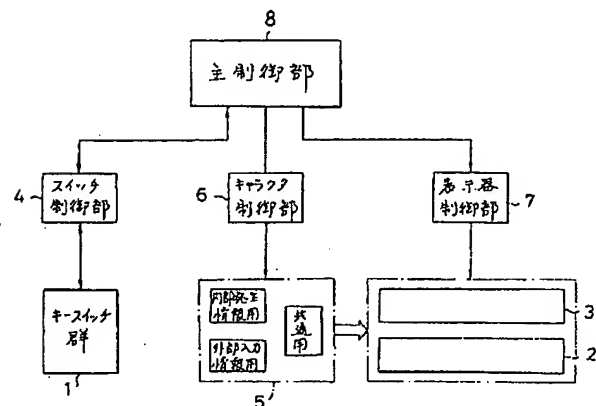 8
主制御部
4
スイッチ
制御部
6
キャラクタ
制御部
表示器
制御部
7
キースイッチ
群
1
内部発生
情報用
外部入力
情報用
共通用
5
3
2